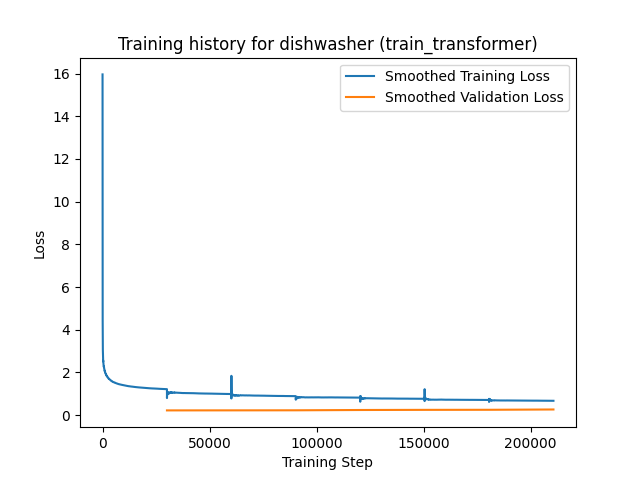 Training history for dishwasher (train_transformer)
Smoothed Training Loss
Smoothed Validation Loss
16
14
12
10
8
6
4
2
0
Loss
0
50000
100000
150000
200000
Training Step